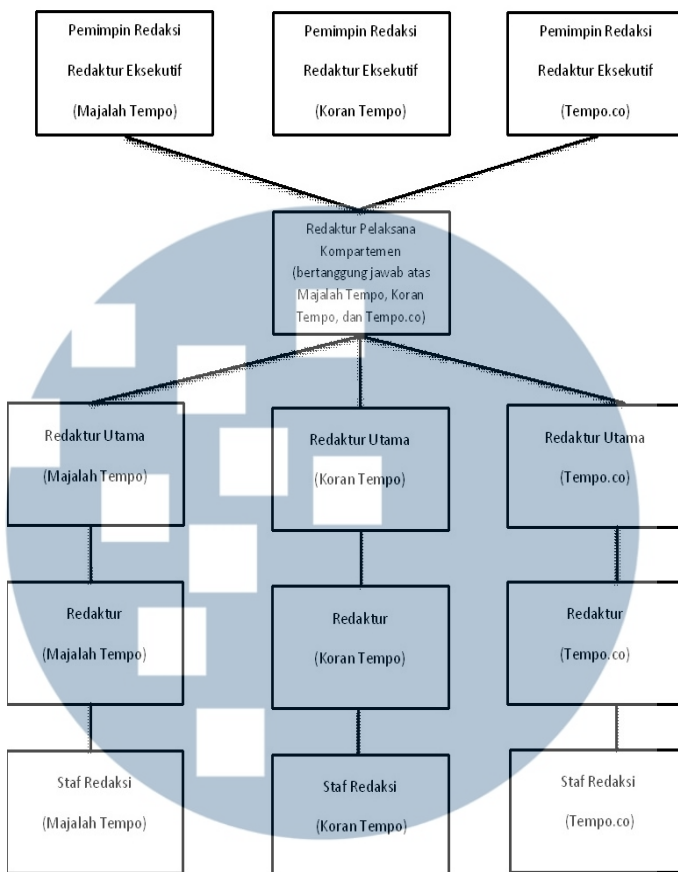 Pemimpin Redaksi
Redaktur Eksekutif
(Majalah Tempo)
Pemimpin Redaksi
Redaktur Eksekutif
(Koran Tempo)
Pemimpin Redaksi
Redaktur Eksekutif
(Tempo.co)
Redaktur Pelaksana
Kompartemen
(bertanggung jawab atas
Majalah Tempo, Koran
Tempo, dan Tempo.co)
Redaktur Utama
(Majalah Tempo)
Redaktur Utama
(Koran Tempo)
Redaktur Utama
(Tempo.co)
Redaktur
(Majalah Tempo)
Redaktur
(Koran Tempo)
Redaktur
(Tempo.co)
Staf Redaksi
(Majalah Tempo)
Staf Redaksi
(Koran Tempo)
Staf Redaksi
(Tempo.co)